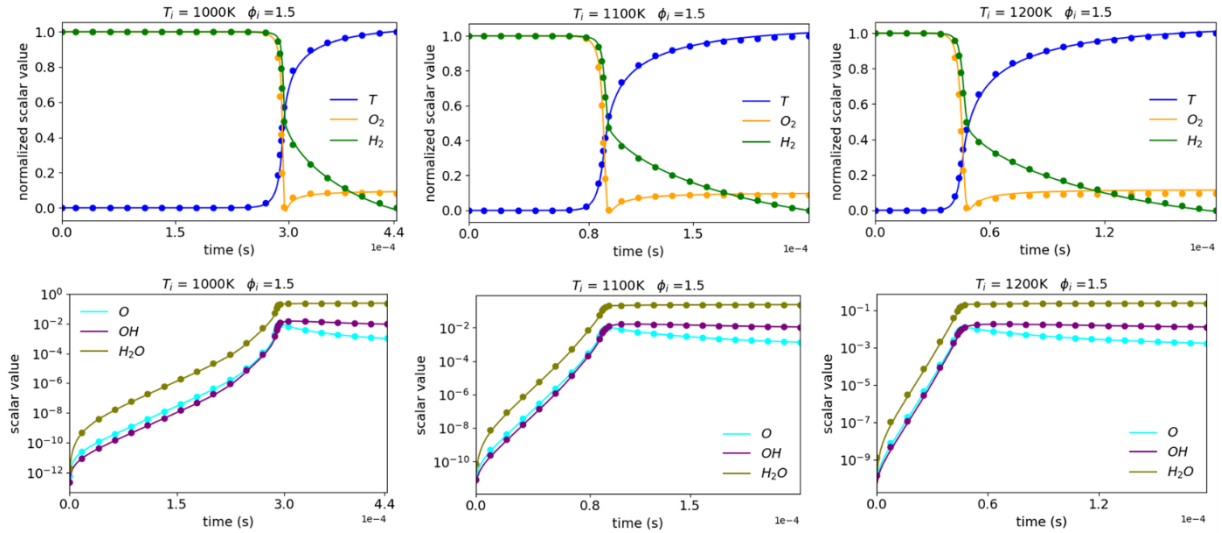 T_i = 1000K ϕ_i =1.5
normalized scalar value
1.0
0.8
0.6
0.4
0.2
0.0
T
O_2
H_2
0.0 1.5 3.0 4.4
time (s)
1e−4
T_i = 1100K ϕ_i =1.5
normalized scalar value
1.0
0.8
0.6
0.4
0.2
0.0
T
O_2
H_2
0.0 0.8 1.5
time (s)
1e−4
T_i = 1200K ϕ_i =1.5
normalized scalar value
1.0
0.8
0.6
0.4
0.2
0.0
T
O_2
H_2
0.0 0.6 1.2
time (s)
1e−4
T_i = 1000K ϕ_i =1.5
scalar value
10^0
10^−2
10^−4
10^−6
10^−8
10^−10
10^−12
O
OH
H_2O
0.0 1.5 3.0 4.4
time (s)
1e−4
T_i = 1100K ϕ_i =1.5
scalar value
10^−2
10^−4
10^−6
10^−8
10^−10
O
OH
H_2O
0.0 0.8 1.5
time (s)
1e−4
T_i = 1200K ϕ_i =1.5
scalar value
10^−1
10^−3
10^−5
10^−7
10^−9
O
OH
H_2O
0.0 0.6 1.2
time (s)
1e−4